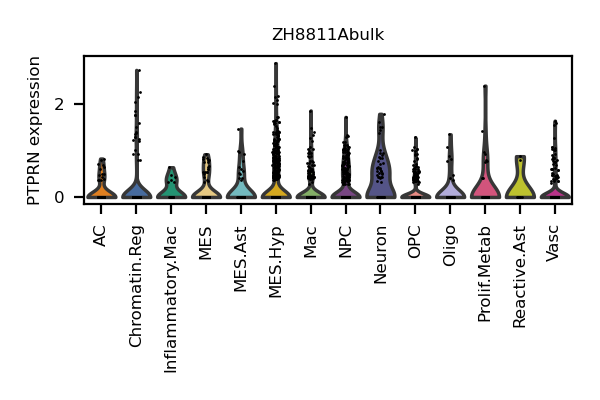 ZH8811Abulk
PTPRN expression
2
0
AC
Chromatin.Reg
Inflammatory.Mac
MES
MES.Ast
MES.Hyp
Mac
NPC
Neuron
OPC
Oligo
Prolif.Metab
Reactive.Ast
Vasc